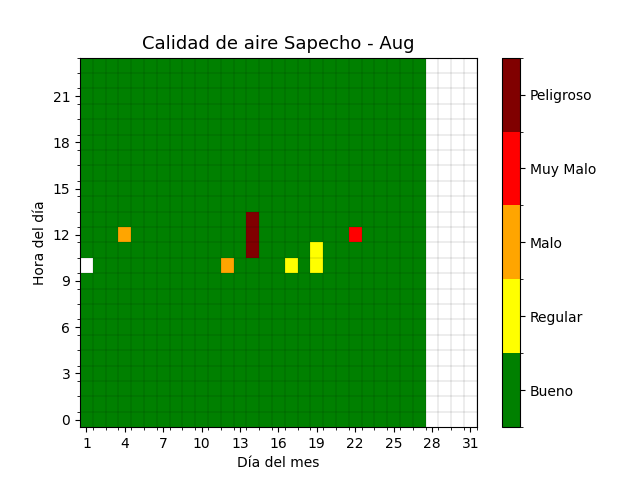 Calidad de aire Sapecho - Aug
Hora del día
21
18
15
12
9
6
3
0
1 4 7 10 13 16 19 22 25 28 31
Día del mes
Peligroso
Muy Malo
Malo
Regular
Bueno